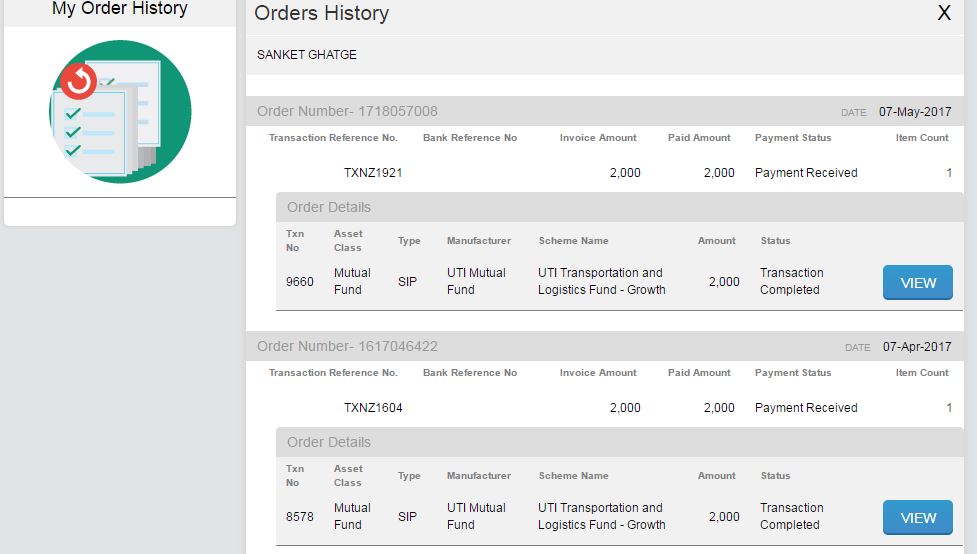 My Order History
Orders History X
SANKET GHATGE
Order Number- 1718057008 DATE 07-May-2017
Transaction Reference No. Bank Reference No Invoice Amount Paid Amount Payment Status Item Count
TXNZ1921 2,000 2,000 Payment Received 1
Order Details
Txn No Asset Class Type Manufacturer Scheme Name Amount Status
9660 Mutual Fund SIP UTI Mutual Fund UTI Transportation and Logistics Fund - Growth 2,000 Transaction Completed VIEW
Order Number- 1617046422 DATE 07-Apr-2017
Transaction Reference No. Bank Reference No Invoice Amount Paid Amount Payment Status Item Count
TXNZ1604 2,000 2,000 Payment Received 1
Order Details
Txn No Asset Class Type Manufacturer Scheme Name Amount Status
8578 Mutual Fund SIP UTI Mutual Fund UTI Transportation and Logistics Fund - Growth 2,000 Transaction Completed VIEW